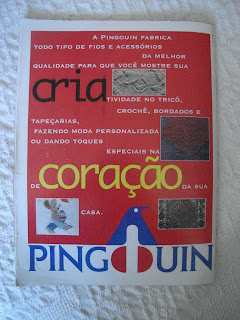 A PINGOUIN FABRICA
TODO TIPO DE FIOS E ACESSÓRIOS
DA MELHOR
QUALIDADE PARA QUE VOCÊ MOSTRE SUA
cria
TIVIDADE NO TRICÔ,
CROCHÊ, BORDADOS E
TAPEÇARIAS,
FAZENDO MODA PERSONALIZADA
OU DANDO TOQUES
ESPECIAIS NA
DE coração DA SUA
CASA.
PINGOUIN